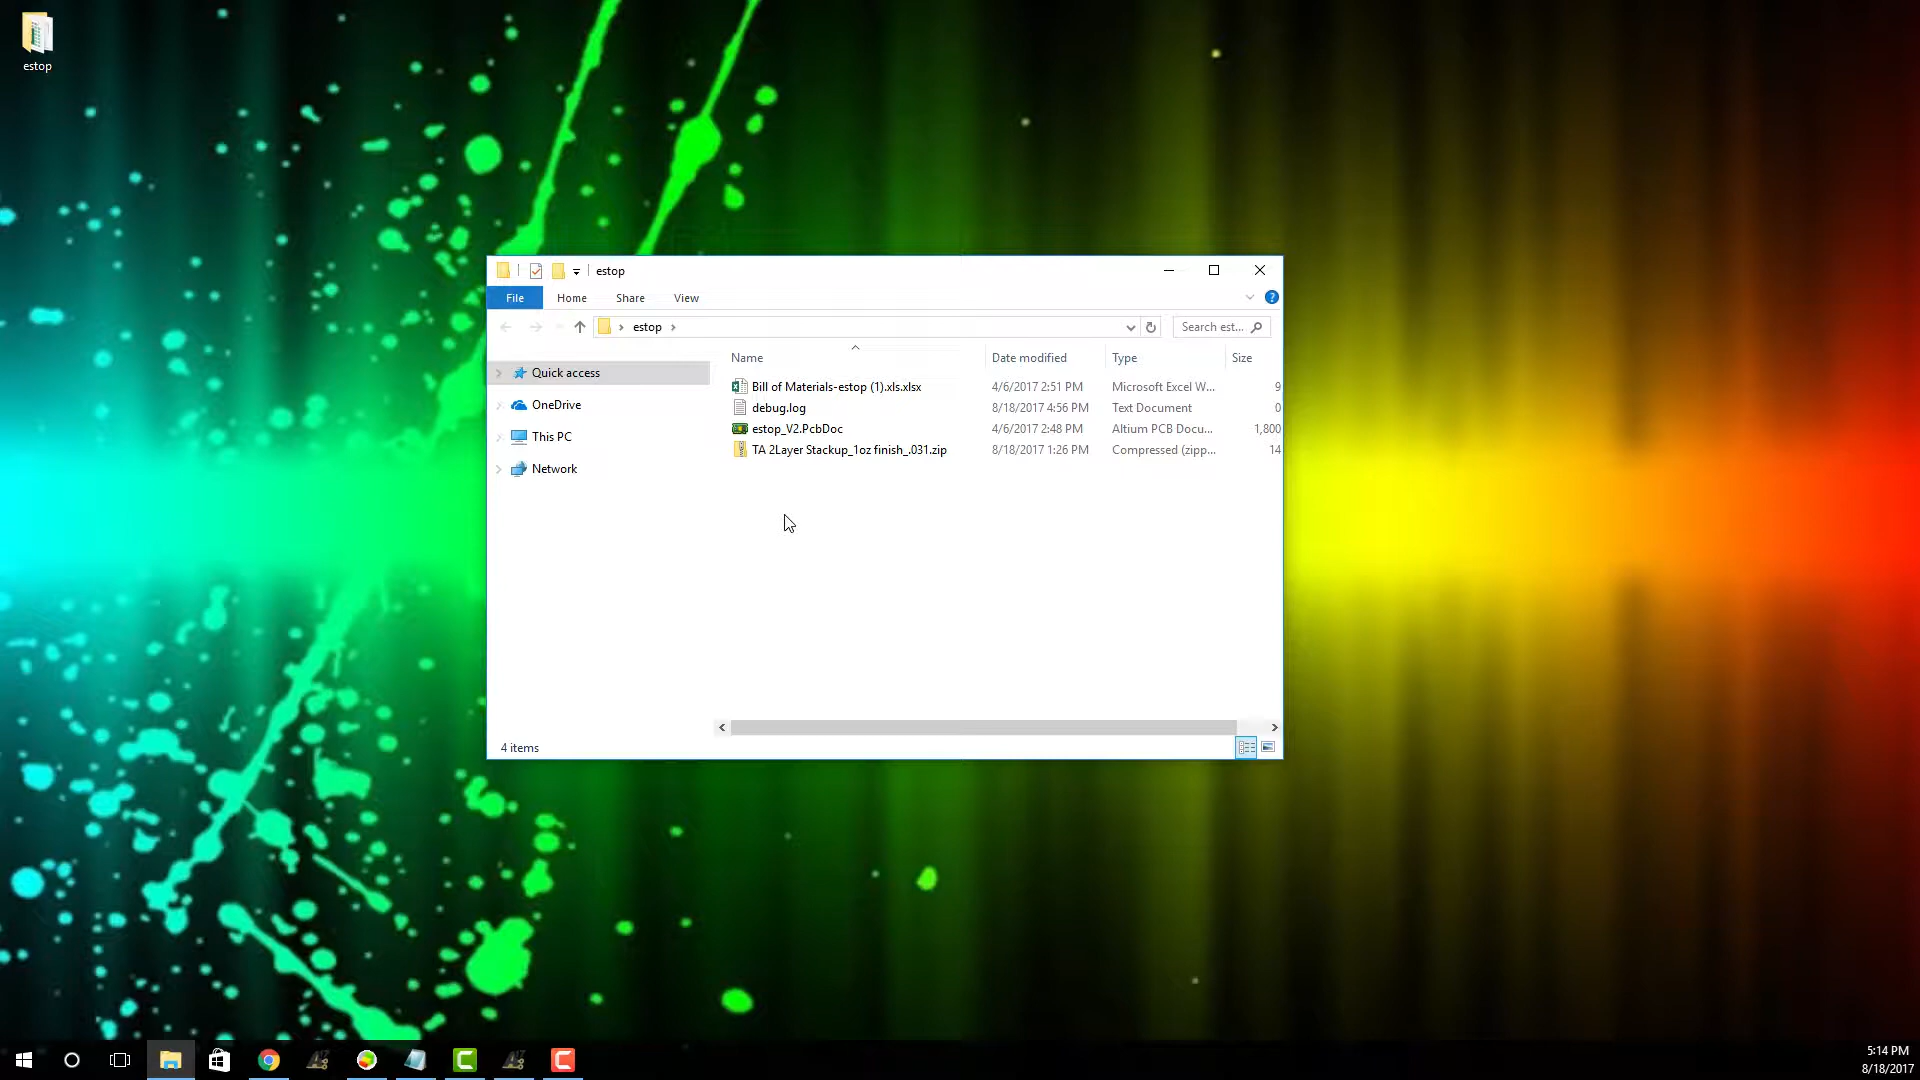 estop
estop
File Home Share View
estop
Search est...
Name Date modified Type Size
Quick access
OneDrive
This PC
Network
Bill of Materials-estop (1).xls.xlsx 4/6/2017 2:51 PM Microsoft Excel W... 9
debug.log 8/18/2017 4:56 PM Text Document 0
estop_V2.PcbDoc 4/6/2017 2:48 PM Altium PCB Docu... 1,800
TA 2Layer Stackup_1oz finish_.031.zip 8/18/2017 1:26 PM Compressed (zipp... 14
4 items
5:14 PM
8/18/2017